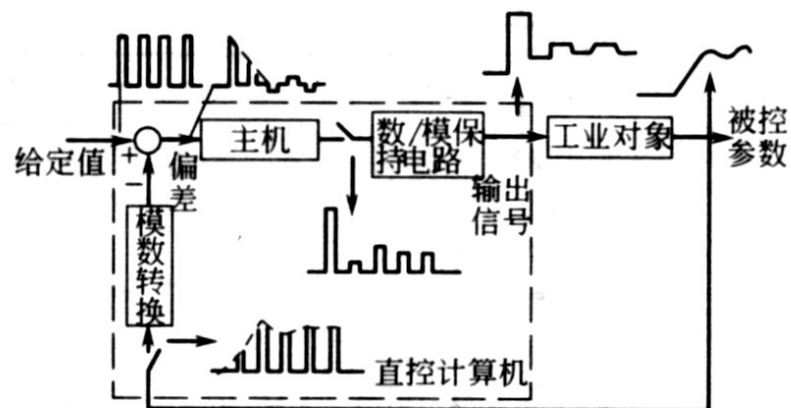 给定值
+
−
偏差
主机
数/模保
持电路
输出
信号
工业对象
被控
参数
模数转换
直控计算机